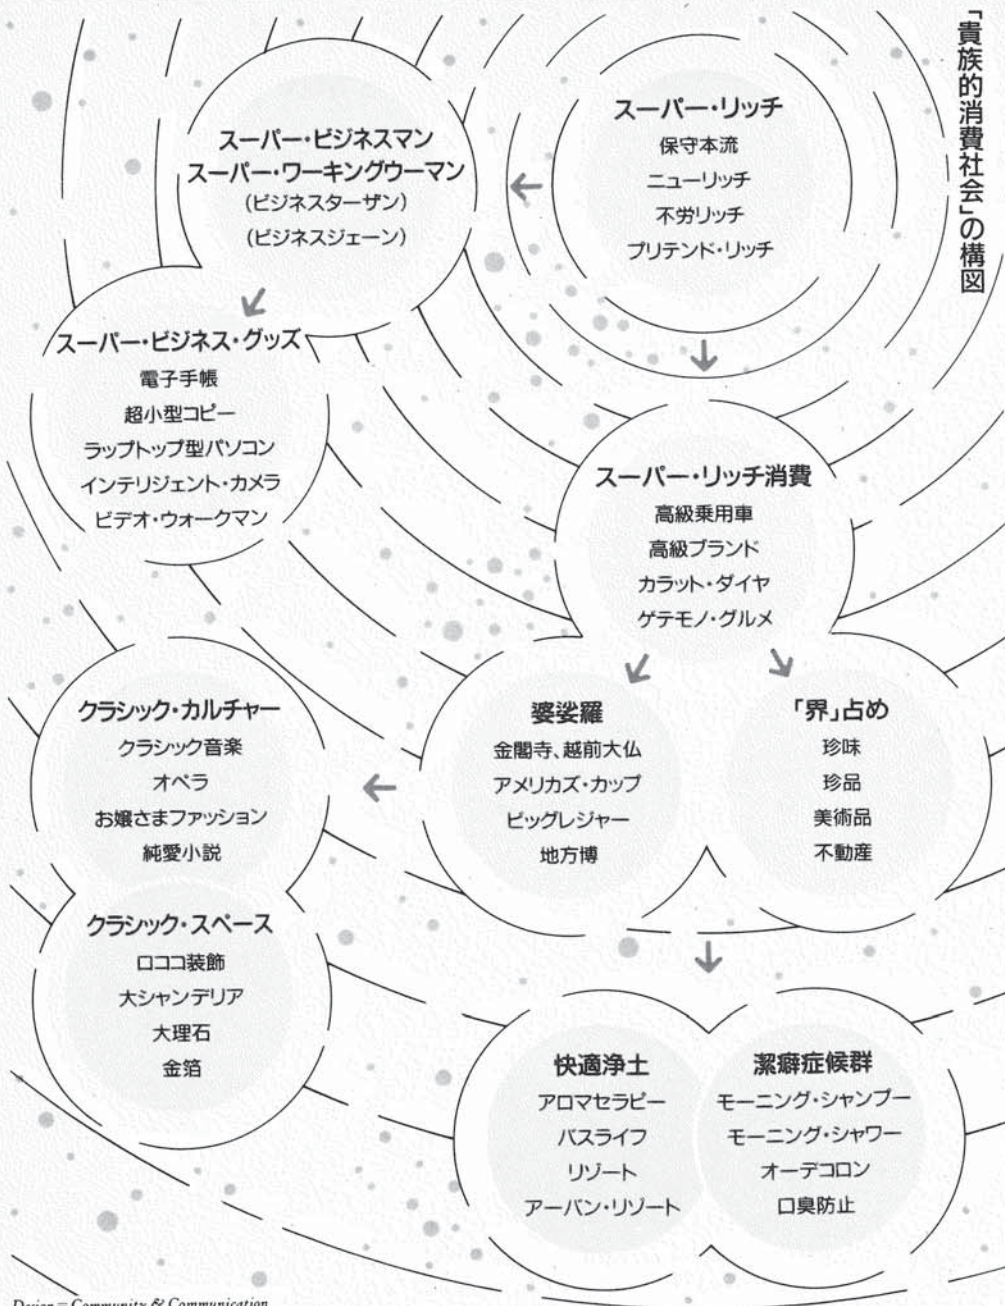 「貴族的消費社会」の構図
スーパー・リッチ
保守本流
ニューリッチ
不労リッチ
プリテンド・リッチ
スーパー・ビジネスマン
スーパー・ワーキングウーマン
(ビジネスターザン)
(ビジネスジェーン)
スーパー・ビジネス・グッズ
電子手帳
超小型コピー
ラップトップ型パソコン
インテリジェント・カメラ
ビデオ・ウォークマン
スーパー・リッチ消費
高級乗用車
高級ブランド
カラット・ダイヤ
ゲテモノ・グルメ
婆娑羅
金閣寺、越前大仏
アメリカズ・カップ
ビッグレジャー
地方博
「界」占め
珍味
珍品
美術品
不動産
クラシック・カルチャー
クラシック音楽
オペラ
お嬢さまファッション
純愛小説
クラシック・スペース
ロココ装飾
大シャンデリア
大理石
金箔
快適浄土
アロマセラピー
バスライフ
リゾート
アーバン・リゾート
潔癖症候群
モーニング・シャンプー
モーニング・シャワー
オーデコロン
口臭防止
Design=Community & Communication